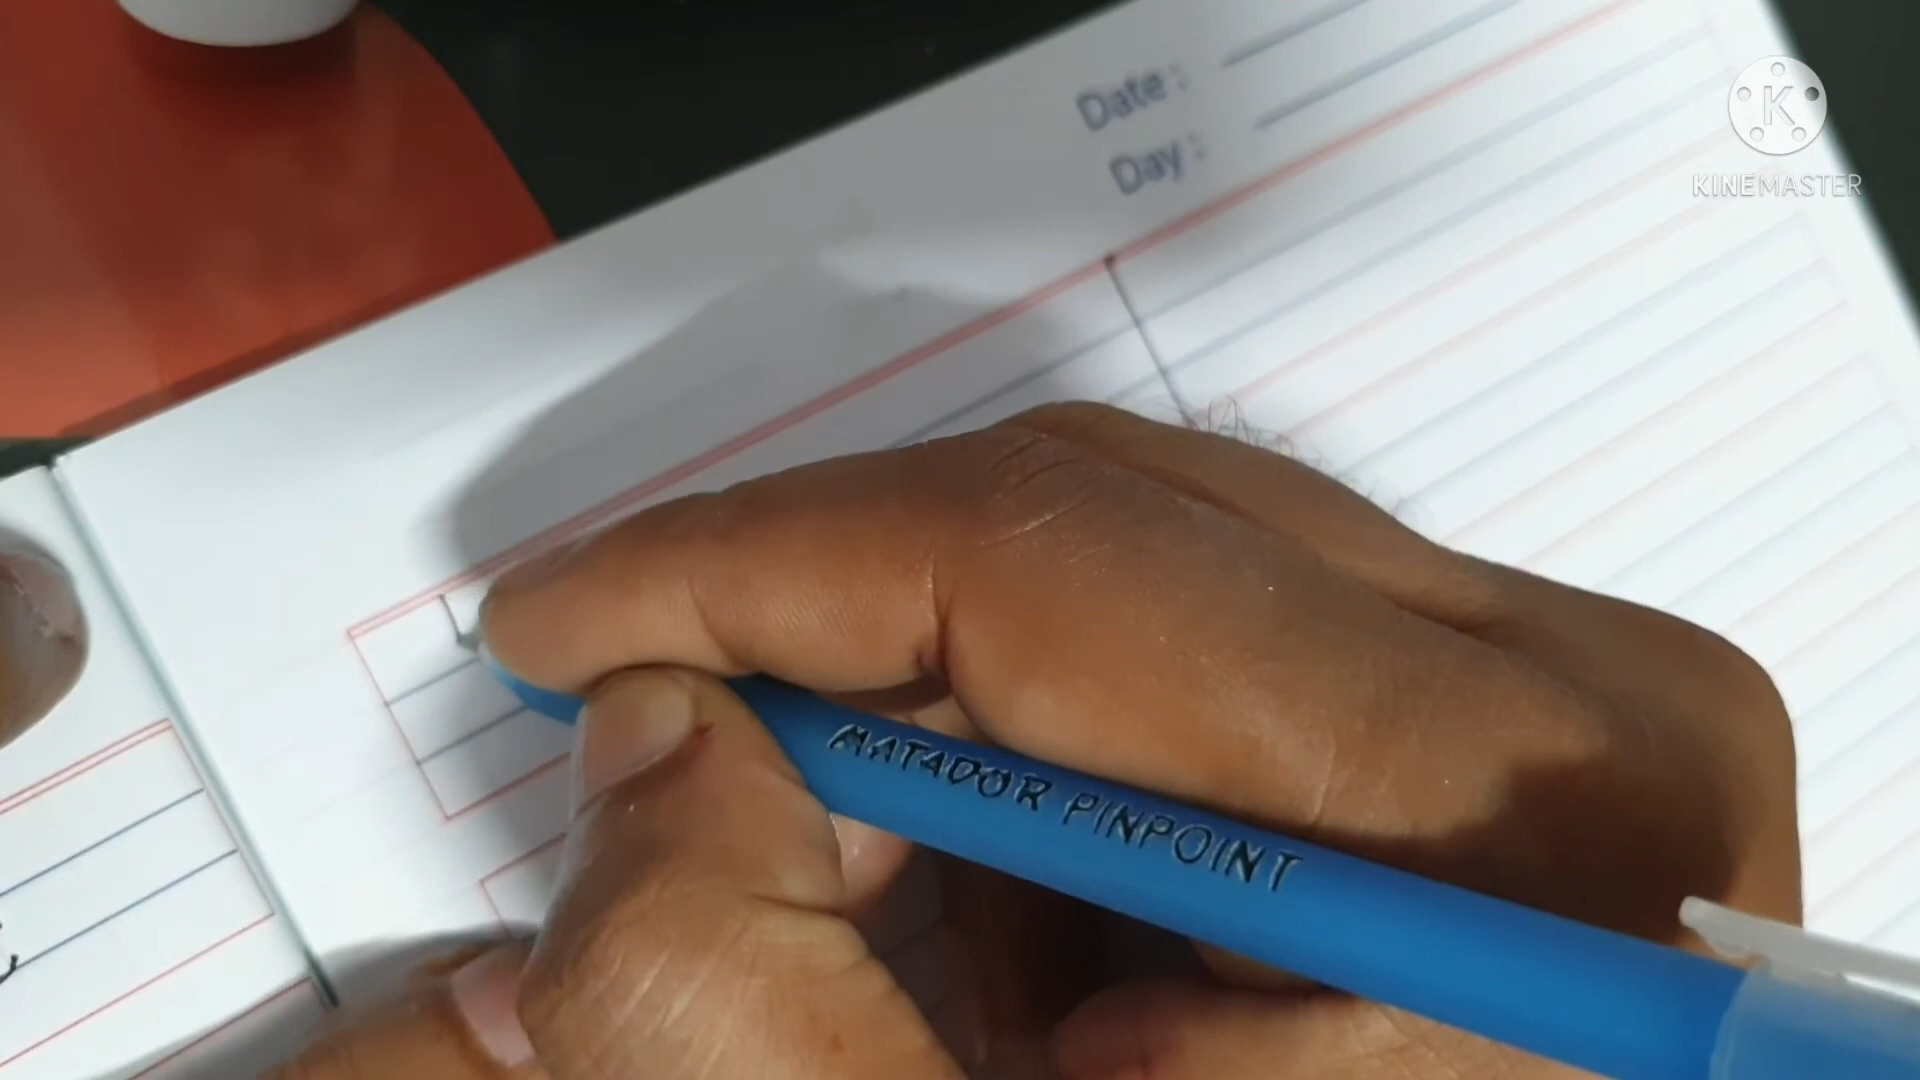 Date :
Day :
KINEMASTER
MATADOR PINPOINT